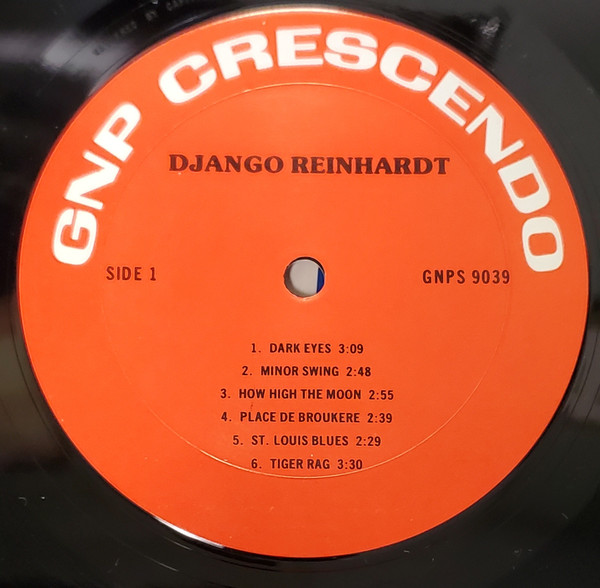 GNP CRESCENDO
DJANGO REINHARDT
SIDE 1
GNPS 9039
1. DARK EYES 3:09
2. MINOR SWING 2:48
3. HOW HIGH THE MOON 2:55
4. PLACE DE BROUKERE 2:39
5. ST. LOUIS BLUES 2:29
6. TIGER RAG 3:30